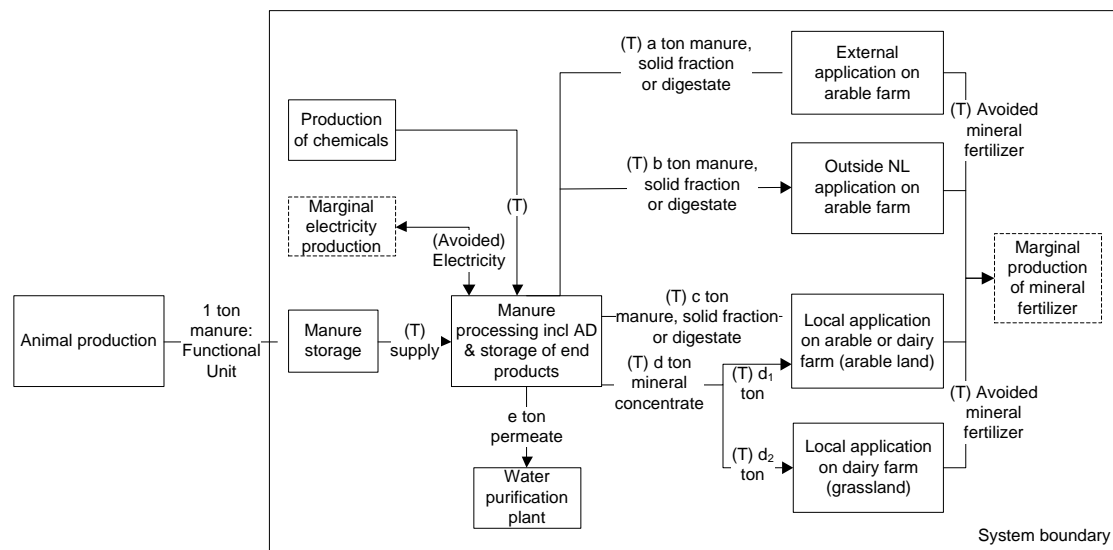 (T) a ton manure,
solid fraction
or digestate
External
application on
arable farm
(T) Avoided
mineral
fertilizer
Production
of chemicals
(T) b ton manure,
solid fraction
or digestate
Outside NL
application on
arable farm
Marginal
electricity
production
(T)
(Avoided)
Electricity
Marginal
production
of mineral
fertilizer
Animal production
1 ton
manure:
Functional
Unit
Manure
storage
(T)
supply
Manure
processing incl AD
& storage of end
products
(T) c ton
manure, solid fraction
or digestate
Local application
on arable or dairy
farm (arable land)
(T) d ton
mineral
concentrate
(T) d₁
ton
(T) Avoided
mineral
fertilizer
e ton
permeate
(T) d₂
ton
Local application
on dairy farm
(grassland)
Water
purification
plant
System boundary